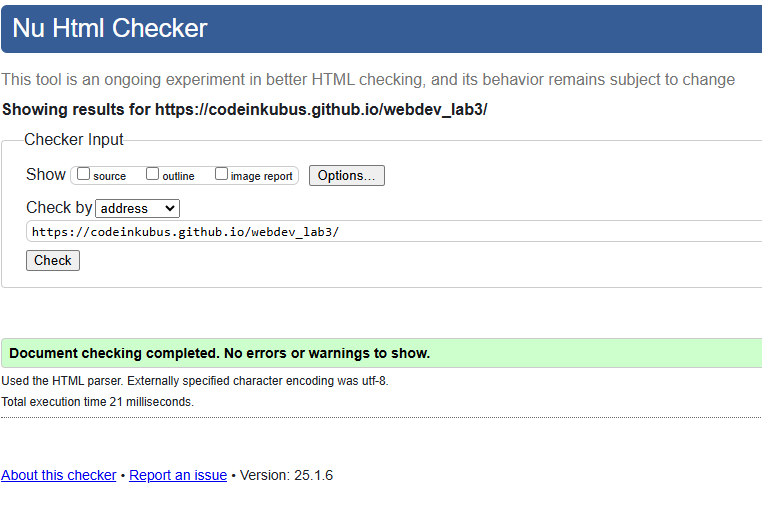 Nu Html Checker
This tool is an ongoing experiment in better HTML checking, and its behavior remains subject to change
Showing results for https://codeinkubus.github.io/webdev_lab3/
Checker Input
Show source outline image report Options...
Check by address
https://codeinkubus.github.io/webdev_lab3/
Check
Document checking completed. No errors or warnings to show.
Used the HTML parser. Externally specified character encoding was utf-8.
Total execution time 21 milliseconds.
About this checker • Report an issue • Version: 25.1.6